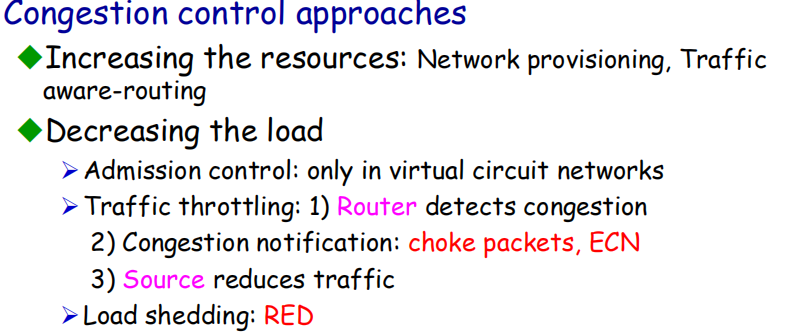 Congestion control approaches
Increasing the resources: Network provisioning, Traffic
aware-routing
Decreasing the load
Admission control: only in virtual circuit networks
Traffic throttling: 1) Router detects congestion
2) Congestion notification: choke packets, ECN
3) Source reduces traffic
Load shedding: RED